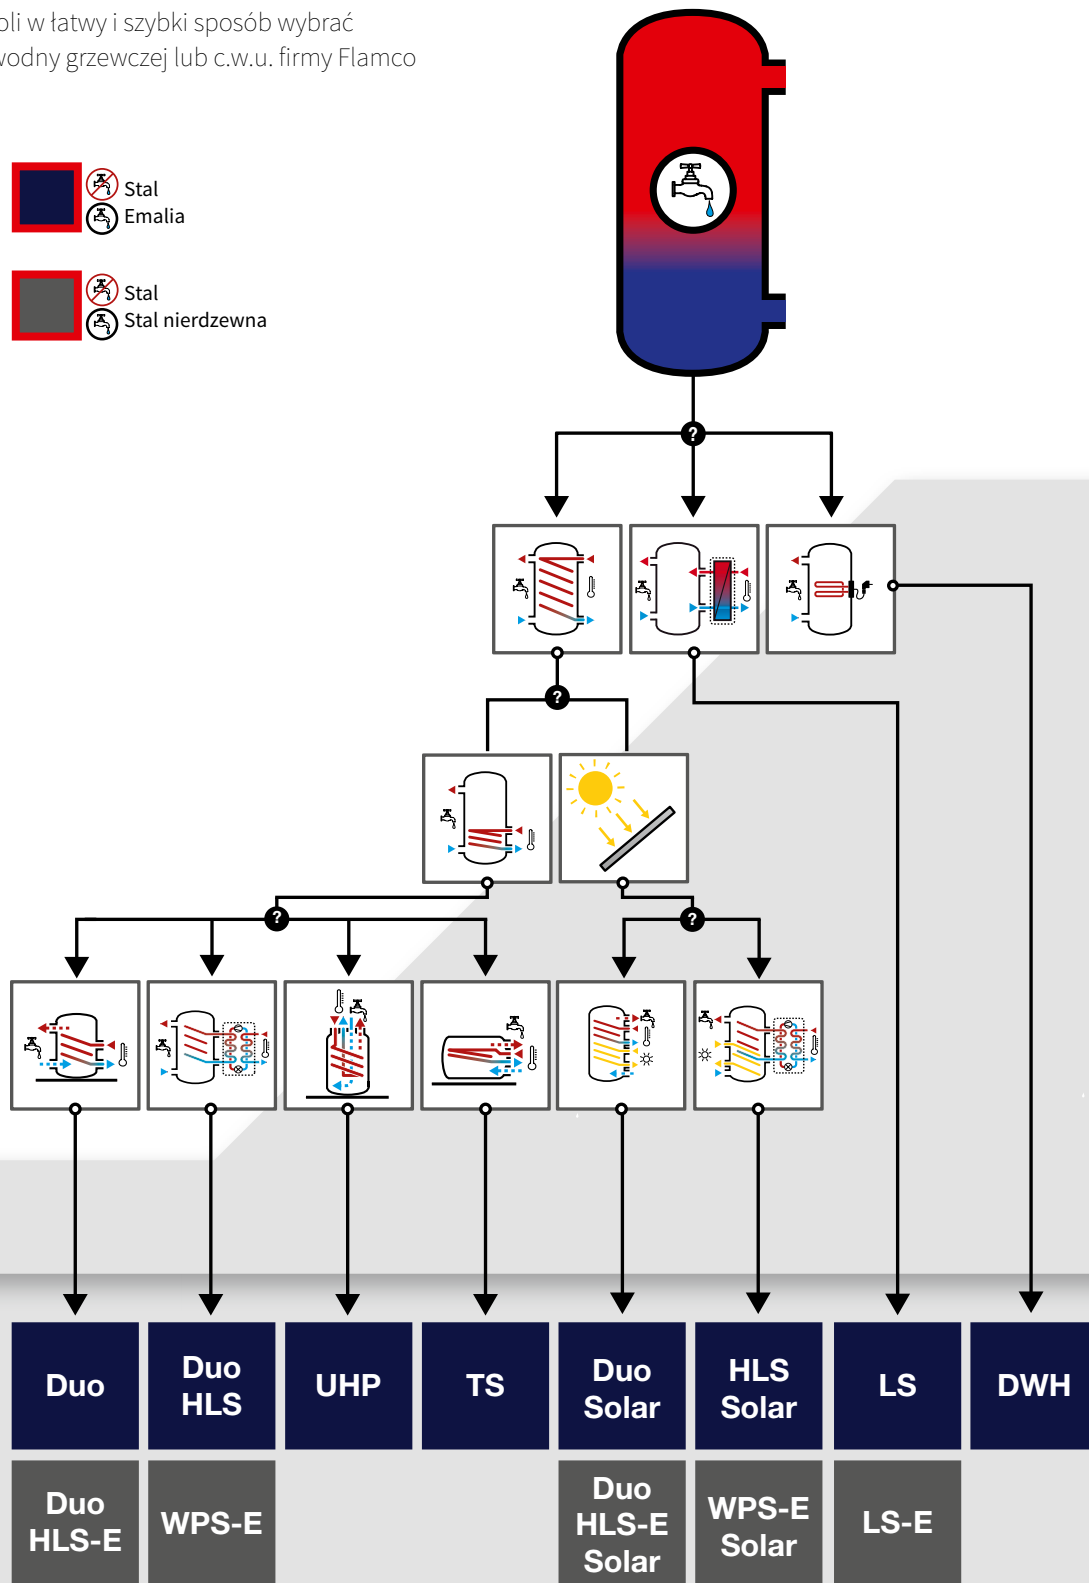 oli w łatwy i szybki sposób wybrać
wodny grzewczej lub c.w.u. firmy Flamco
Stal
Emalia
Stal
Stal nierdzewna
?
?
?
?
Duo
Duo
HLS
UHP
TS
Duo
Solar
HLS
Solar
LS
DWH
Duo
HLS-E
WPS-E
Duo
HLS-E
Solar
WPS-E
Solar
LS-E